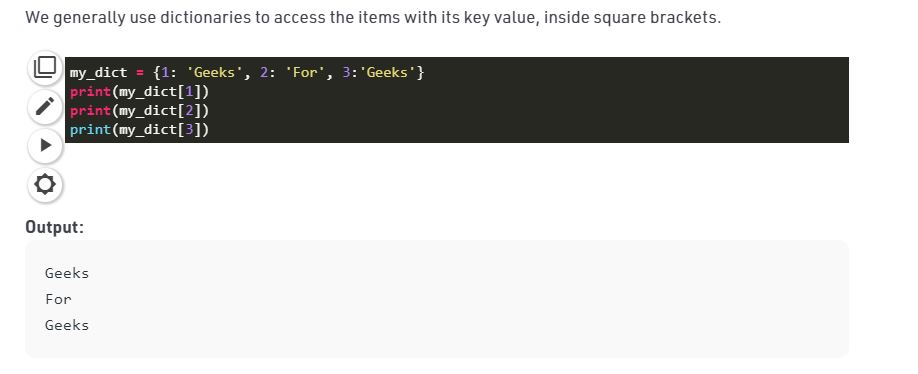 We generally use dictionaries to access the items with its key value, inside square brackets.
my_dict = {1: 'Geeks', 2: 'For', 3:'Geeks'}
print(my_dict[1])
print(my_dict[2])
print(my_dict[3])
Output:
Geeks
For
Geeks